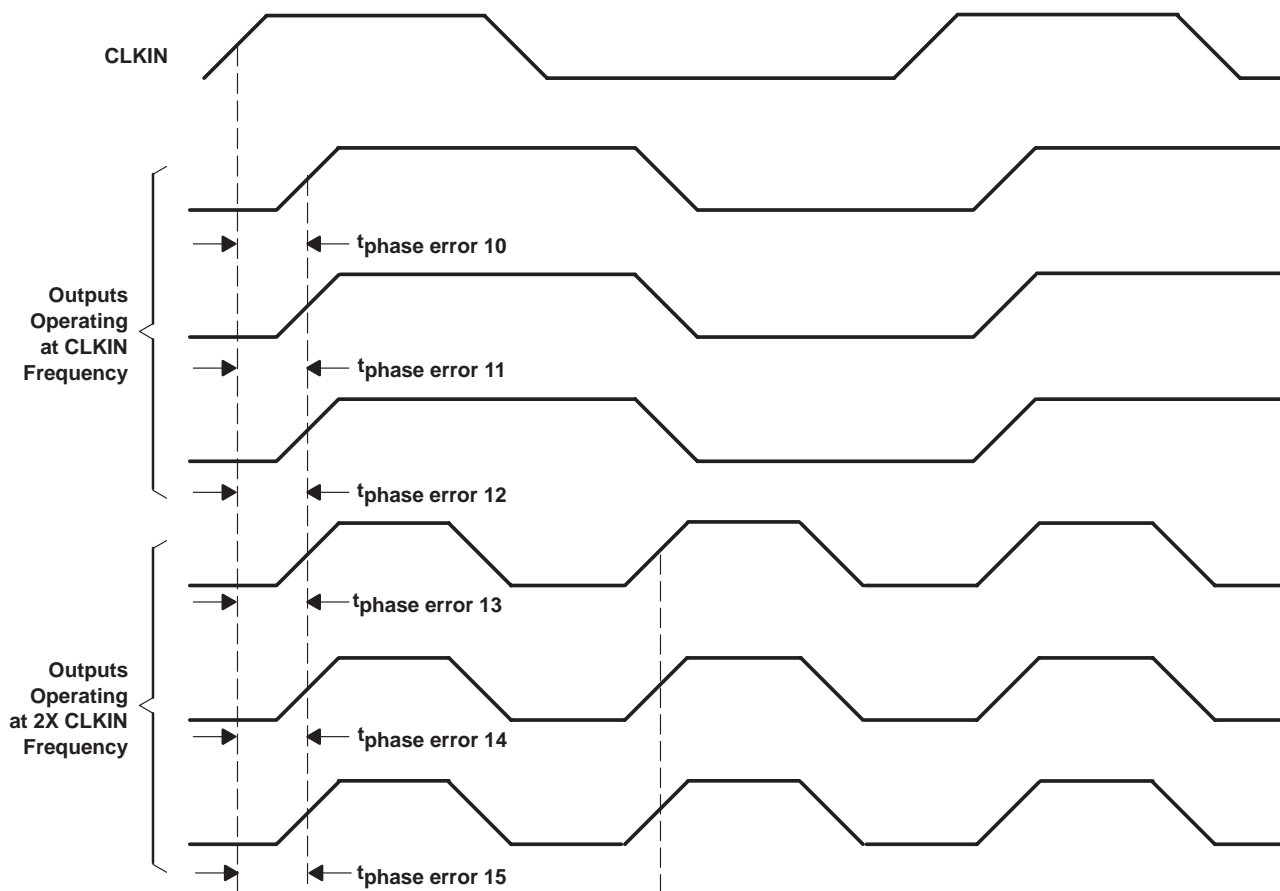 CLKIN
tphase error 10
Outputs
Operating
at CLKIN
Frequency
tphase error 11
tphase error 12
tphase error 13
Outputs
Operating
at 2X CLKIN
Frequency
tphase error 14
tphase error 15